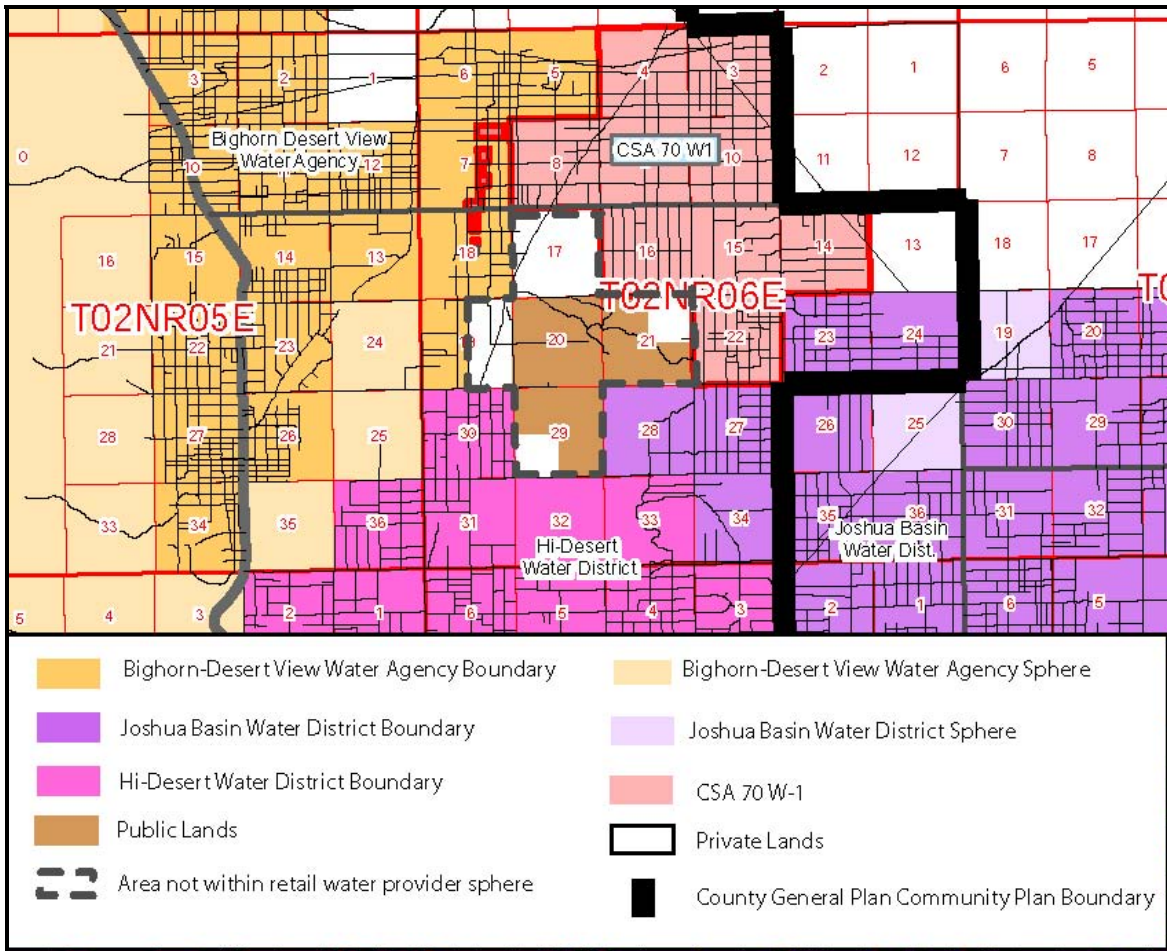 3 2 1 6 5 4 3 2 1 6 5
Bighorn Desert View
Water Agency
CSA 70 W1
0 10 12 7 8 10 11 12 7 8
16 15 14 13 18 17 16 15 14 13 18 17
T02NR05E T02NR06E T0
21 22 23 24 19 20 21 22 23 24 19 20
28 27 26 25 30 29 28 27 26 25 30 29
33 34 35 36 31 32 33 34 35 36 31 32
Hi-Desert
Water District
Joshua Basin
Water Dist.
5 4 3 2 1 6 5 4 3 2 1 6 5
Bighorn-Desert View Water Agency Boundary
Bighorn-Desert View Water Agency Sphere
Joshua Basin Water District Boundary
Joshua Basin Water District Sphere
Hi-Desert Water District Boundary
CSA 70 W-1
Public Lands
Private Lands
Area not within retail water provider sphere
County General Plan Community Plan Boundary